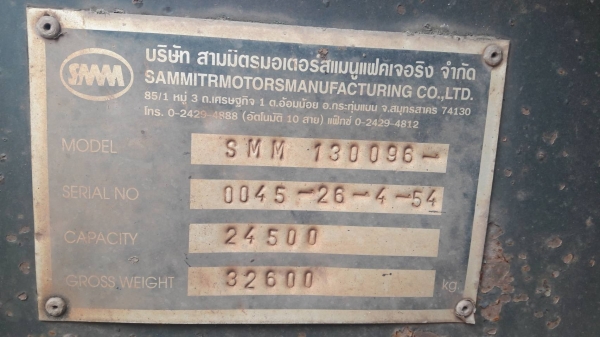 SMM
บริษัท สามมิตรมอเตอร์สแมนูแฟคเจอริง จำกัด
SAMMITRMOTORSMANUFACTURING CO.,LTD.
85/1 หมู่ 3 ถ.เศรษฐกิจ 1 ต.อ้อมน้อย อ.กระทุ่มแบน จ.สมุทรสาคร 74130
โทร. 0-2429-4888 (อัตโนมัติ 10 สาย) แฟ็กซ์ 0-2429-4812
MODEL SMM 130096-
SERIAL NO 0045-26-4-54
CAPACITY 24500
GROSS WEIGHT 32600 kg.